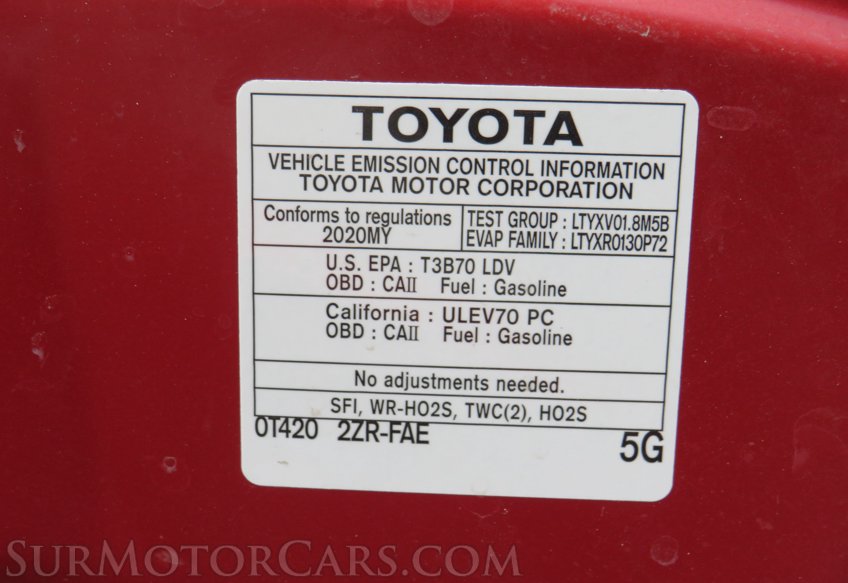 TOYOTA
VEHICLE EMISSION CONTROL INFORMATION
TOYOTA MOTOR CORPORATION
Conforms to regulations
2020MY
TEST GROUP : LTYXV01.8M5B
EVAP FAMILY : LTYXR0130P72
U.S. EPA : T3B70 LDV
OBD : CAII Fuel : Gasoline
California : ULEV70 PC
OBD : CAII Fuel : Gasoline
No adjustments needed.
SFI, WR-HO2S, TWC(2), HO2S
0T420 2ZR-FAE
5G
SURMOTORCARS.COM